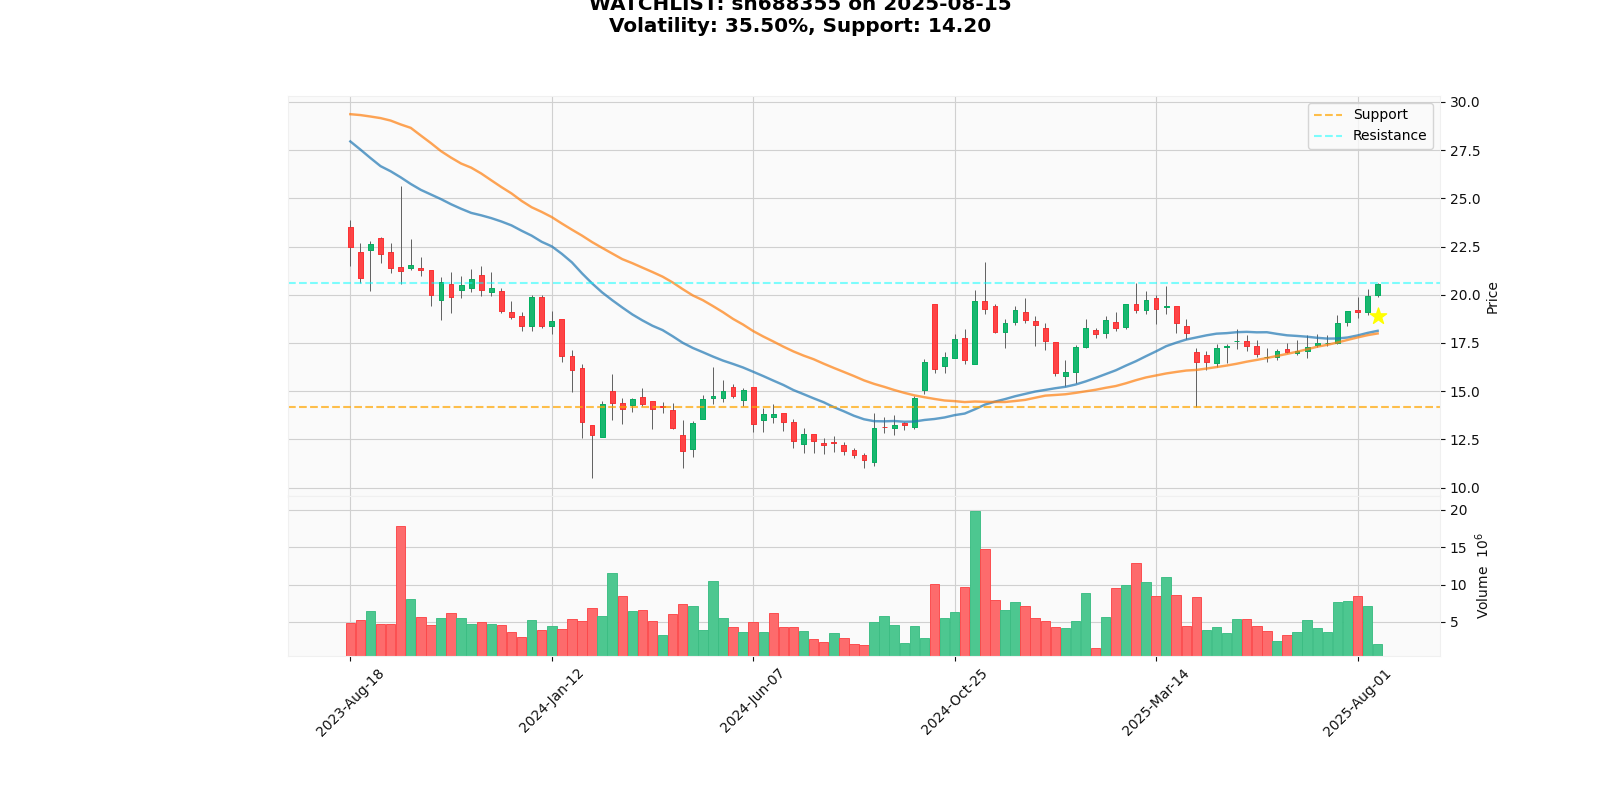 WATCHLIST: sh688355 on 2025-08-15
Volatility: 35.50%, Support: 14.20
Support
Resistance
30.0
27.5
25.0
22.5
20.0
17.5
15.0
12.5
10.0
Price
20
15
10
5
Volume 10⁶
2023-Aug-18
2024-Jan-12
2024-Jun-07
2024-Oct-25
2025-Mar-14
2025-Aug-01